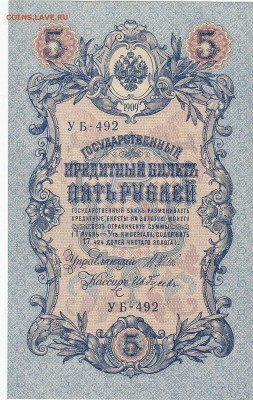 COINS.LAVE.RU
5 5
1909
УБ-492
ГОСУДАРСТВЕННЫЙ
КРЕДИТНЫЙ БИЛЕТЪ
ПЯТЬ РУБЛЕЙ
ГОСУДАРСТВЕННЫЙ БАНКЪ РАЗМѢНИВАЕТЪ
КРЕДИТНЫЕ БИЛЕТЫ НА ЗОЛОТУЮ МОНЕТУ
БЕЗЪ ОГРАНИЧЕНІЯ СУММЫ
(1 РУБЛЬ = 1/15 ИМПЕРІАЛА, СОДЕРЖИТЪ
17,424 ДОЛЕЙ ЧИСТАГО ЗОЛОТА).
Управляющій
Кассиръ
УБ-492
5